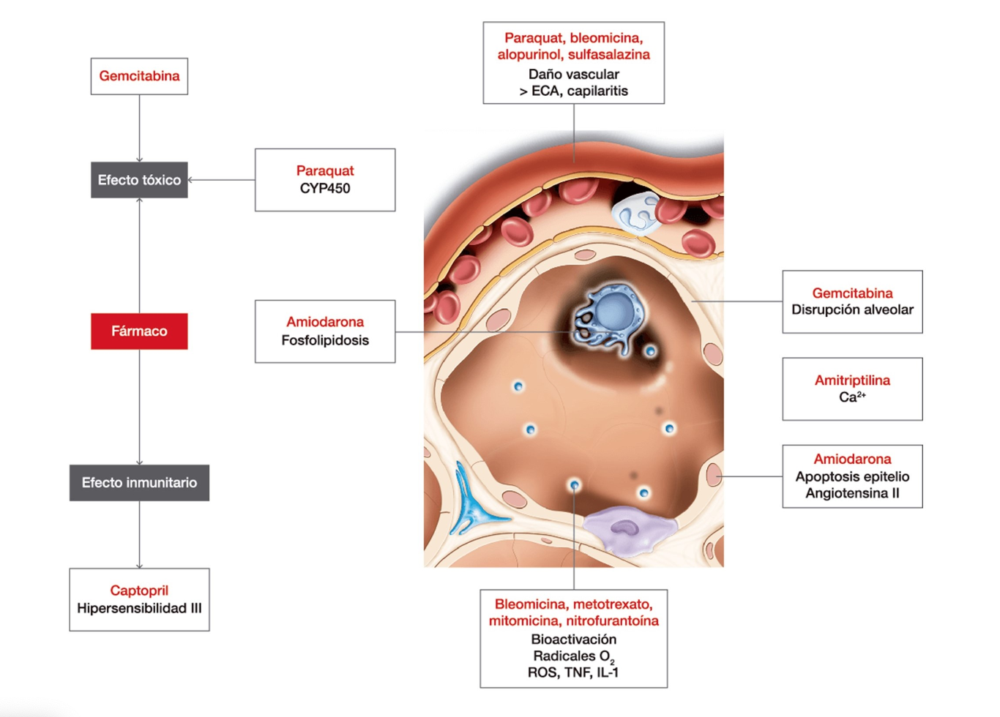 Paraquat, bleomicina,
alopurinol, sulfasalazina
Daño vascular
> ECA, capilaritis
Gemcitabina
Efecto tóxico
Paraquat
CYP450
Fármaco
Amiodarona
Fosfolipidosis
Gemcitabina
Disrupción alveolar
Amitriptilina
Ca²⁺
Amiodarona
Apoptosis epitelio
Angiotensina II
Efecto inmunitario
Captopril
Hipersensibilidad III
Bleomicina, metotrexato,
mitomicina, nitrofurantoína
Bioactivación
Radicales O₂
ROS, TNF, IL-1